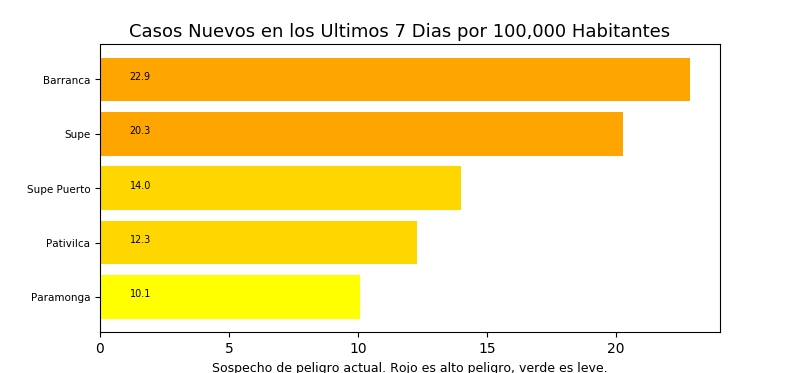 Casos Nuevos en los Ultimos 7 Dias por 100,000 Habitantes
Barranca 22.9
Supe 20.3
Supe Puerto 14.0
Pativilca 12.3
Paramonga 10.1
0 5 10 15 20
Sospecho de peligro actual. Rojo es alto peligro, verde es leve.